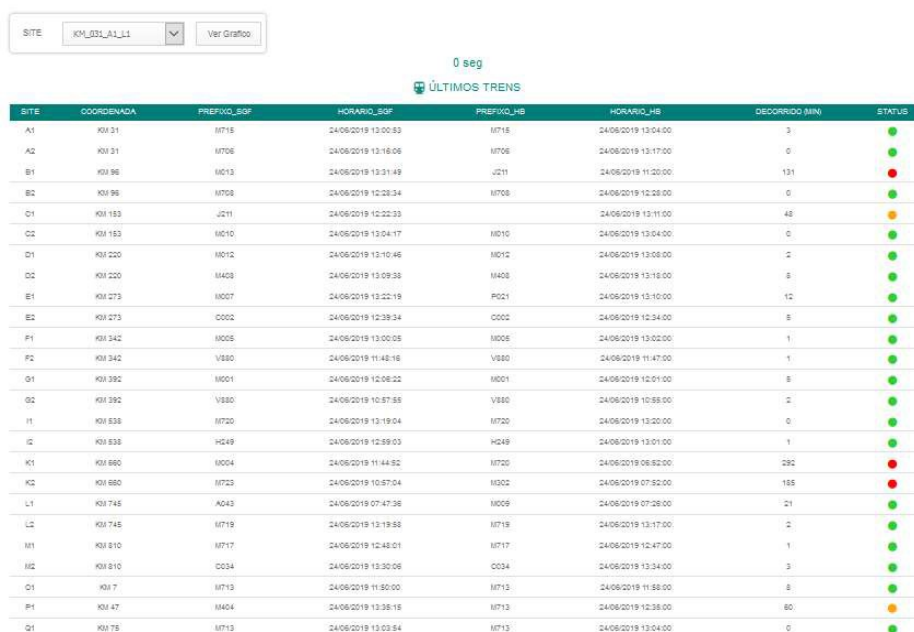 SITE KM_031_A1_L1 Ver Grafico
0 seg
ÚLTIMOS TRENS
SITE COORDENADA PREFIXO_SGF HORARIO_SGF PREFIXO_HB HORARIO_HB DECORRIDO (MIN) STATUS
A1 KM 31 M715 24/06/2019 13:00:53 M715 24/06/2019 13:04:00 3
A2 KM 31 M706 24/06/2019 13:16:06 M706 24/06/2019 13:17:00 0
B1 KM 96 M013 24/06/2019 13:31:49 J211 24/06/2019 11:20:00 131
B2 KM 96 M708 24/06/2019 12:28:34 M708 24/06/2019 12:28:00 0
C1 KM 153 J211 24/06/2019 12:22:33 24/06/2019 13:11:00 48
C2 KM 153 M010 24/06/2019 13:04:17 M010 24/06/2019 13:04:00 0
D1 KM 220 M012 24/06/2019 13:10:46 M012 24/06/2019 13:08:00 2
D2 KM 220 M408 24/06/2019 13:09:38 M408 24/06/2019 13:15:00 5
E1 KM 273 M007 24/06/2019 13:22:19 P021 24/06/2019 13:10:00 12
E2 KM 273 C002 24/06/2019 12:39:34 C002 24/06/2019 12:34:00 5
F1 KM 342 M005 24/06/2019 13:00:05 M005 24/06/2019 13:02:00 1
F2 KM 342 V880 24/06/2019 11:48:16 V880 24/06/2019 11:47:00 1
G1 KM 392 M001 24/06/2019 12:06:22 M001 24/06/2019 12:01:00 5
G2 KM 392 V880 24/06/2019 10:57:55 V880 24/06/2019 10:55:00 2
I1 KM 538 M720 24/06/2019 13:19:04 M720 24/06/2019 13:20:00 0
I2 KM 538 H249 24/06/2019 12:59:03 H249 24/06/2019 13:01:00 1
K1 KM 660 M004 24/06/2019 11:44:52 M720 24/06/2019 06:52:00 292
K2 KM 660 M723 24/06/2019 10:57:04 M302 24/06/2019 07:52:00 185
L1 KM 745 A043 24/06/2019 07:47:36 M009 24/06/2019 07:26:00 21
L2 KM 745 M719 24/06/2019 13:19:58 M719 24/06/2019 13:17:00 2
M1 KM 810 M717 24/06/2019 12:48:01 M717 24/06/2019 12:47:00 1
M2 KM 810 C034 24/06/2019 13:30:06 C034 24/06/2019 13:34:00 3
O1 KM 7 M713 24/06/2019 11:50:00 M713 24/06/2019 11:58:00 8
P1 KM 47 M404 24/06/2019 13:35:15 M713 24/06/2019 12:35:00 60
Q1 KM 75 M713 24/06/2019 13:03:54 M713 24/06/2019 13:04:00 0